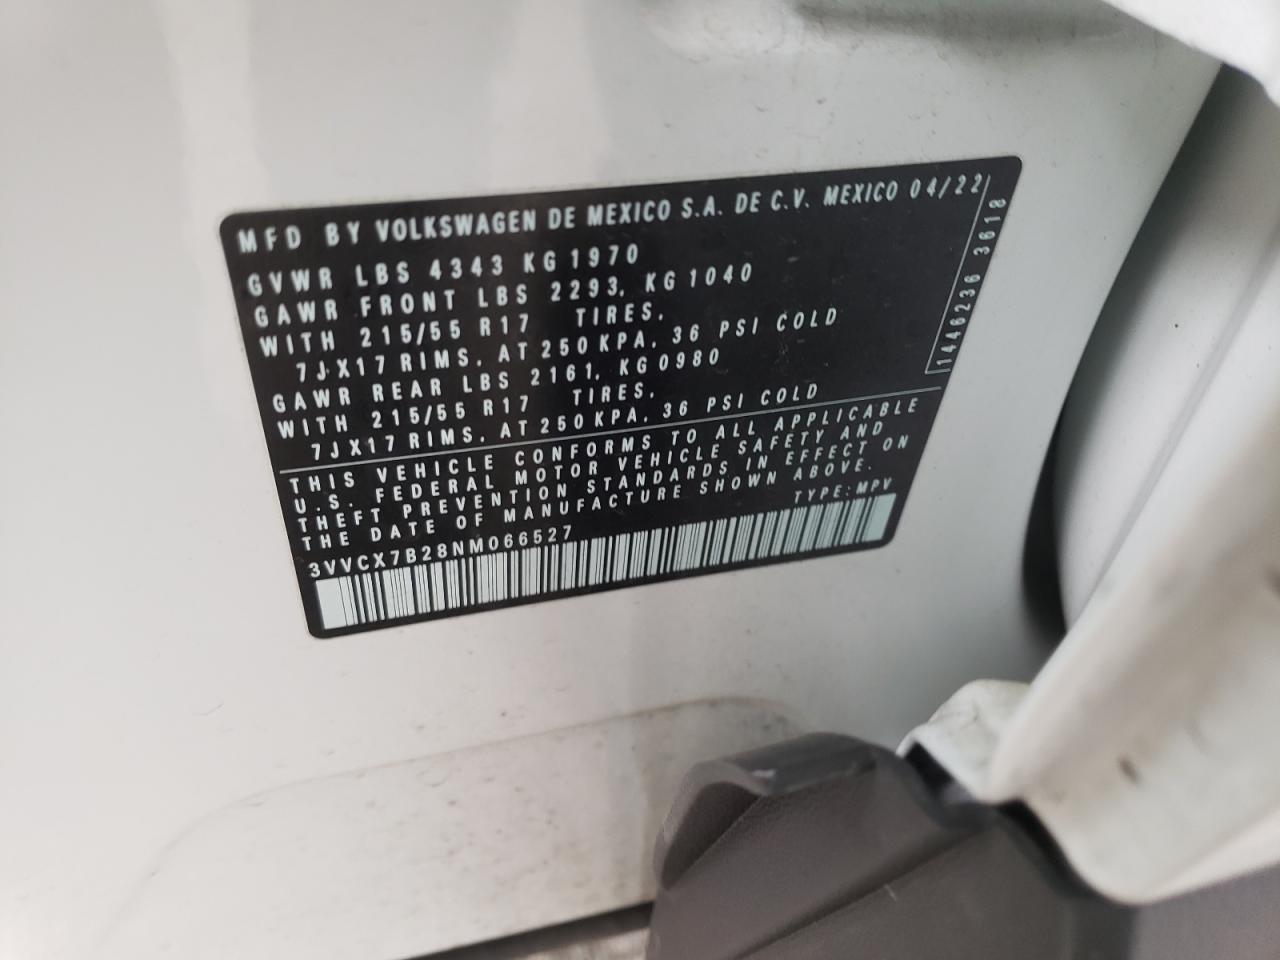 MFD BY VOLKSWAGEN DE MEXICO S.A. DE C.V. MEXICO 04/22
GVWR LBS 4343 KG 1970
GAWR FRONT LBS 2293, KG 1040
WITH 215/55 R17 TIRES,
7JX17 RIMS, AT 250 KPA, 36 PSI COLD
GAWR REAR LBS 2161, KG 0980
WITH 215/55 R17 TIRES,
7JX17 RIMS, AT 250 KPA, 36 PSI COLD
1446236 3618
THIS VEHICLE CONFORMS TO ALL APPLICABLE
U.S. FEDERAL MOTOR VEHICLE SAFETY AND
THEFT PREVENTION STANDARDS IN EFFECT ON
THE DATE OF MANUFACTURE SHOWN ABOVE.
TYPE: MPV
3VVCX7B28NM066527